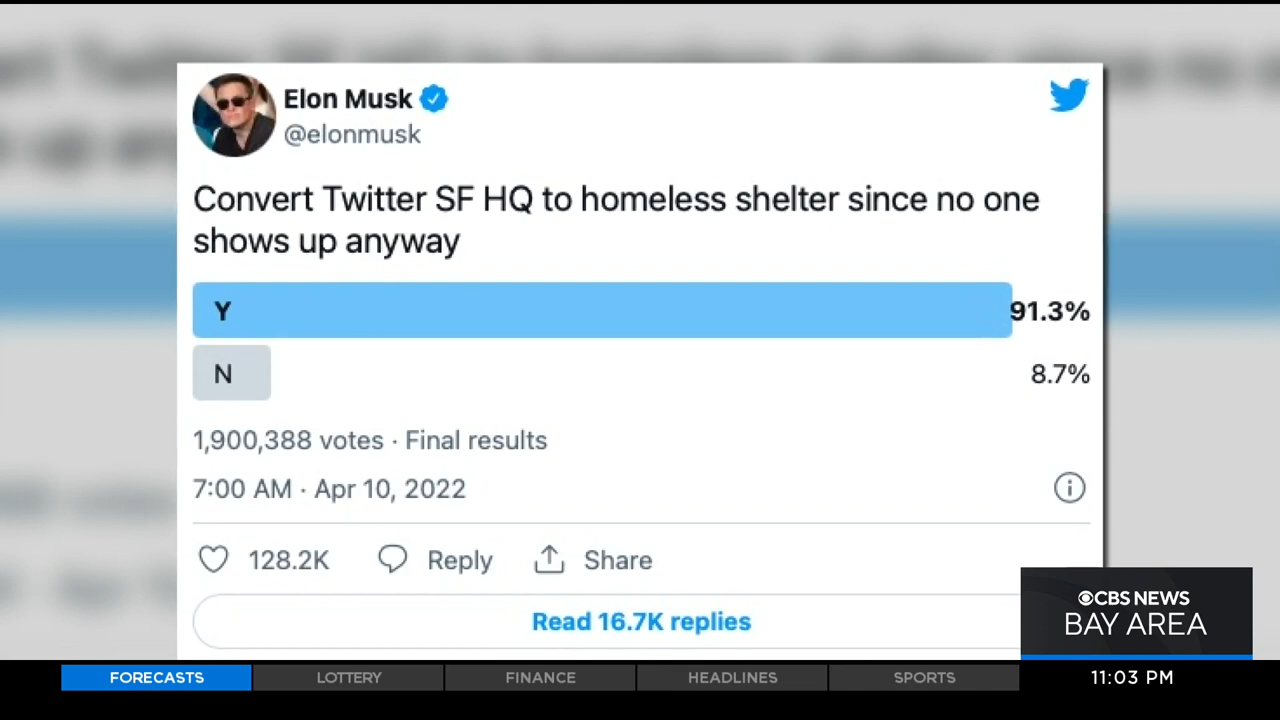 Elon Musk
@elonmusk
Convert Twitter SF HQ to homeless shelter since no one
shows up anyway
Y 91.3%
N 8.7%
1,900,388 votes · Final results
7:00 AM · Apr 10, 2022
128.2K Reply Share
Read 16.7K replies
CBS NEWS
BAY AREA
FORECASTS LOTTERY FINANCE HEADLINES SPORTS 11:03 PM